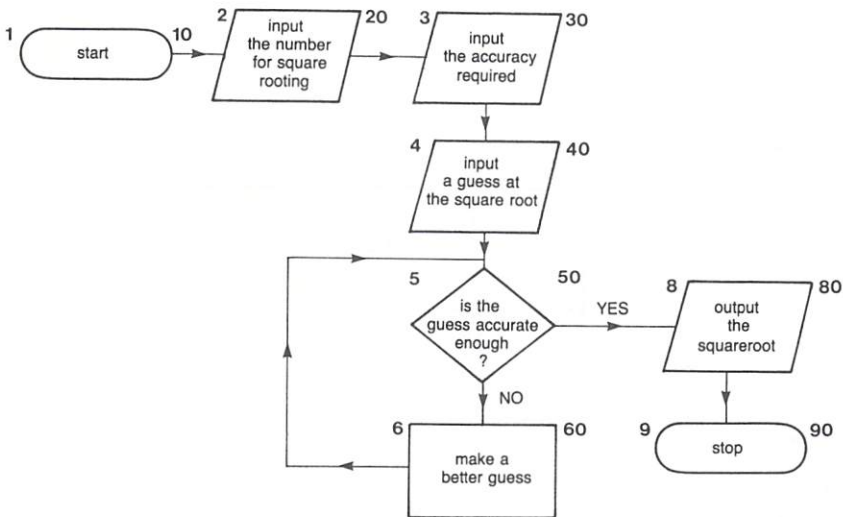 1
start
10
2
input
the number
for square
rooting
20
3
input
the accuracy
required
30
4
input
a guess at
the square root
40
5
is the
guess accurate
enough
?
50
YES
NO
6
make a
better guess
60
8
output
the
squareroot
80
9
stop
90